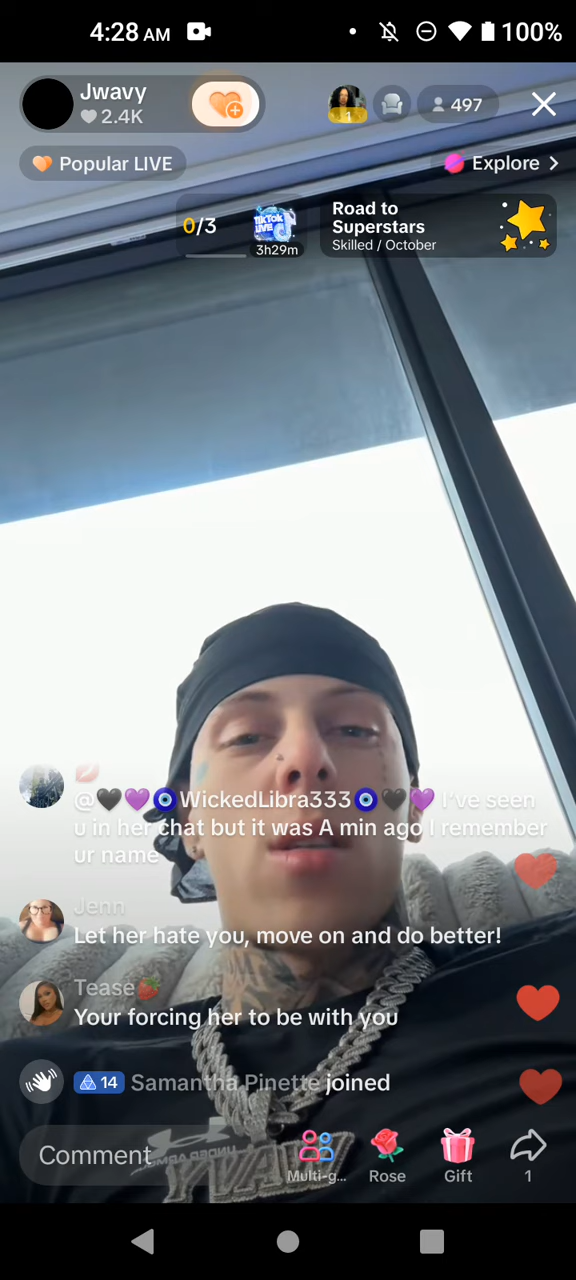 4:28 AM
100%
Jwavy
2.4K
1
497
Popular LIVE
Explore
0/3
TikTok LIVE
3h29m
Road to
Superstars
Skilled / October
@🖤💜🧿WickedLibra333🧿🖤💜 I've seen
u in her chat but it was A min ago I remember
ur name
Jenn
Let her hate you, move on and do better!
Tease🍓
Your forcing her to be with you
14 Samantha Pinette joined
Comment
UNDER ARMOUR
WAVY
Multi-g...
Rose
Gift
1